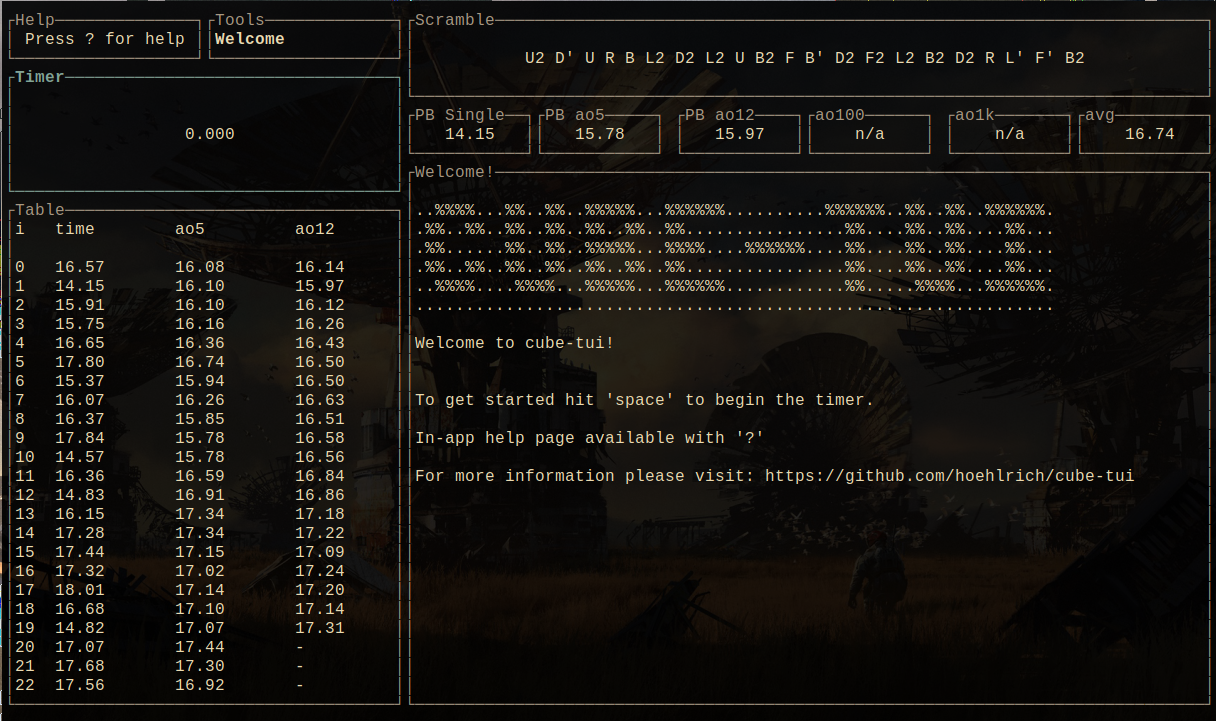 Help
Press ? for help
Tools
Welcome
Timer
0.000
Table
i time ao5 ao12
0 16.57 16.08 16.14
1 14.15 16.10 15.97
2 15.91 16.10 16.12
3 15.75 16.16 16.26
4 16.65 16.36 16.43
5 17.80 16.74 16.50
6 15.37 15.94 16.50
7 16.07 16.26 16.63
8 16.37 15.85 16.51
9 17.84 15.78 16.58
10 14.57 15.78 16.56
11 16.36 16.59 16.84
12 14.83 16.91 16.86
13 16.15 17.34 17.18
14 17.28 17.34 17.22
15 17.44 17.15 17.09
16 17.32 17.02 17.24
17 18.01 17.14 17.20
18 16.68 17.10 17.14
19 14.82 17.07 17.31
20 17.07 17.44 -
21 17.68 17.30 -
22 17.56 16.92 -
Scramble
U2 D' U R B L2 D2 L2 U B2 F B' D2 F2 L2 B2 D2 R L' F' B2
PB Single
14.15
PB ao5
15.78
PB ao12
15.97
ao100
n/a
ao1k
n/a
avg
16.74
Welcome!
..%%%%...%%..%%..%%%%%...%%%%%%..........%%%%%%..%%..%%..%%%%%%.
.%%..%%..%%..%%..%%..%%..%%................%%....%%..%%....%%...
.%%......%%..%%..%%%%%...%%%%....%%%%%%....%%....%%..%%....%%...
.%%..%%..%%..%%..%%..%%..%%................%%....%%..%%....%%...
..%%%%....%%%%...%%%%%...%%%%%%............%%.....%%%%...%%%%%%.
................................................................
Welcome to cube-tui!
To get started hit 'space' to begin the timer.
In-app help page available with '?'
For more information please visit: https://github.com/hoehlrich/cube-tui